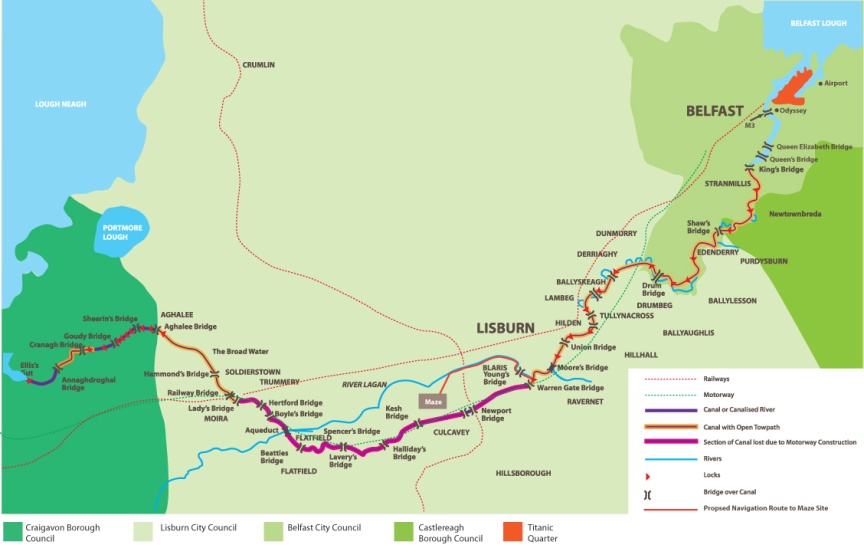 BELFAST LOUGH
CRUMLIN
LOUGH NEAGH
Airport
BELFAST
Odyssey
M3
Queen Elizabeth Bridge
Queen's Bridge
King's Bridge
STRANMILLIS
PORTMORE
LOUGH
Newtownbreda
Shaw's
Bridge
DUNMORRY
EDENDERRY
DERRIAGHY
PURDYSBURN
BALLYSKEAGH
Drum
Bridge
LAMBEG
DRUMBEG
BALLYLESSON
AGHALEE
Sheerin's Bridge
TULLYNACROSS
Aghalee Bridge
HILDEN
LISBURN
BALLYAUGHLIS
Goudy Bridge
Cranagh Bridge
Union Bridge
The Broad Water
HILLHALL
Ellis's
Gut
BLARIS
Moore's Bridge
Young's
Bridge
Annaghdroghal
Bridge
Hammond's Bridge
SOLDIERSTOWN
TRUMMERY
RIVER LAGAN
Warren Gate Bridge
Railway Bridge
Maze
RAVERNET
Hertford Bridge
Lady's Bridge
Kesh
Bridge
Newport
Bridge
MOIRA
Boyle's Bridge
Aqueduct
Spencer's Bridge
CULCAVEY
FLATFIELD
Beatties
Bridge
Lavery's
Bridge
Halliday's
Bridge
FLATFIELD
HILLSBOROUGH
Railways
Motorway
Canal or Canalised River
Canal with Open Towpath
Section of Canal lost due to Motorway Construction
Rivers
Locks
Bridge over Canal
Propsed Navigation Route to Maze Site
Craigavon Borough
Council
Lisburn City Council
Belfast City Council
Castlereagh
Borough Council
Titanic
Quarter